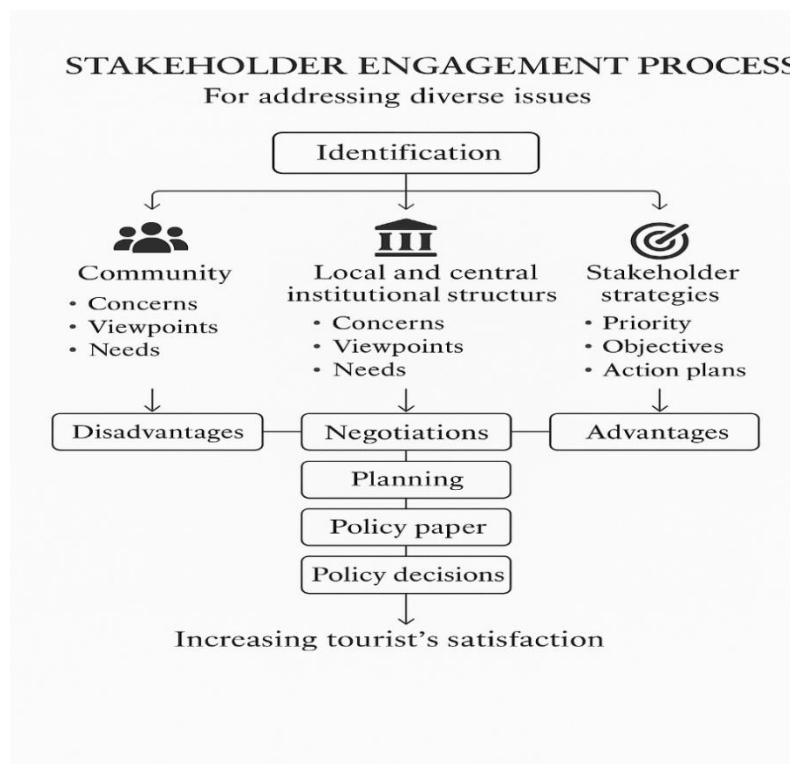 STAKEHOLDER ENGAGEMENT PROCESS
For addressing diverse issues
Identification
Community
• Concerns
• Viewpoints
• Needs
Local and central
institutional structurs
• Concerns
• Viewpoints
• Needs
Stakeholder
strategies
• Priority
• Objectives
• Action plans
Disadvantages
Negotiations
Advantages
Planning
Policy paper
Policy decisions
Increasing tourist's satisfaction